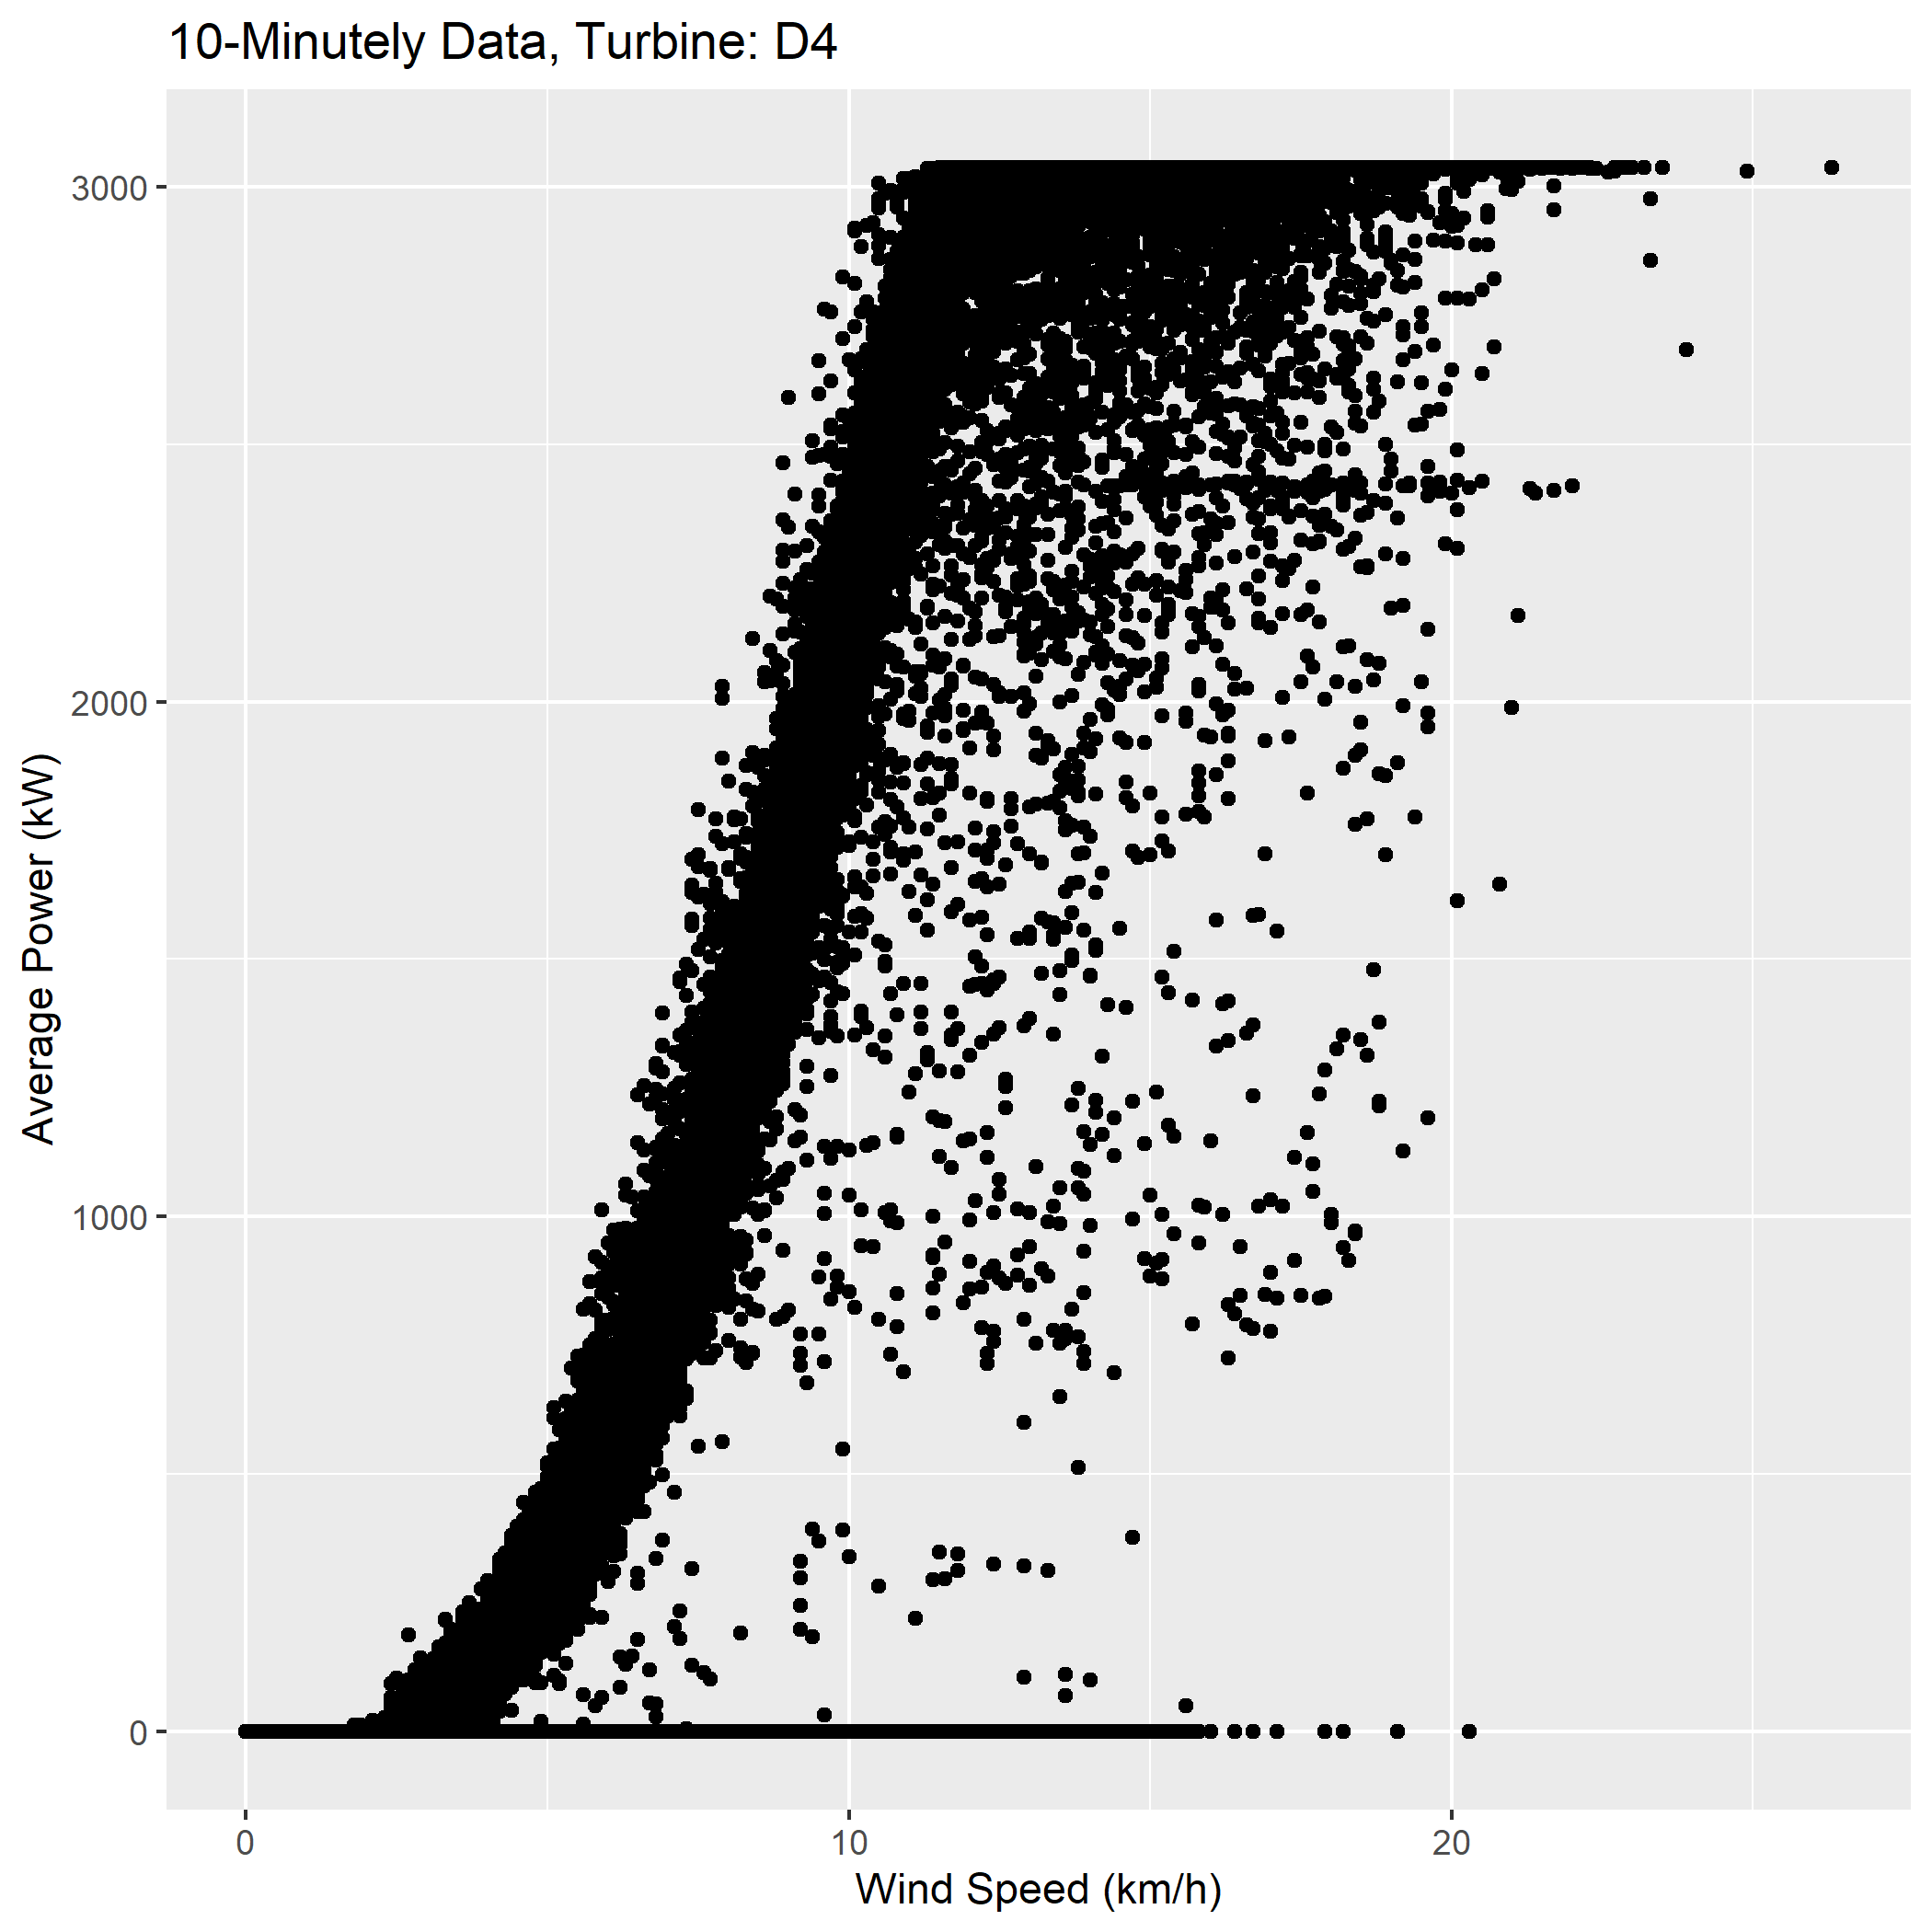 10-Minutely Data, Turbine: D4
Average Power (kW)
3000
2000
1000
0
0 10 20
Wind Speed (km/h)